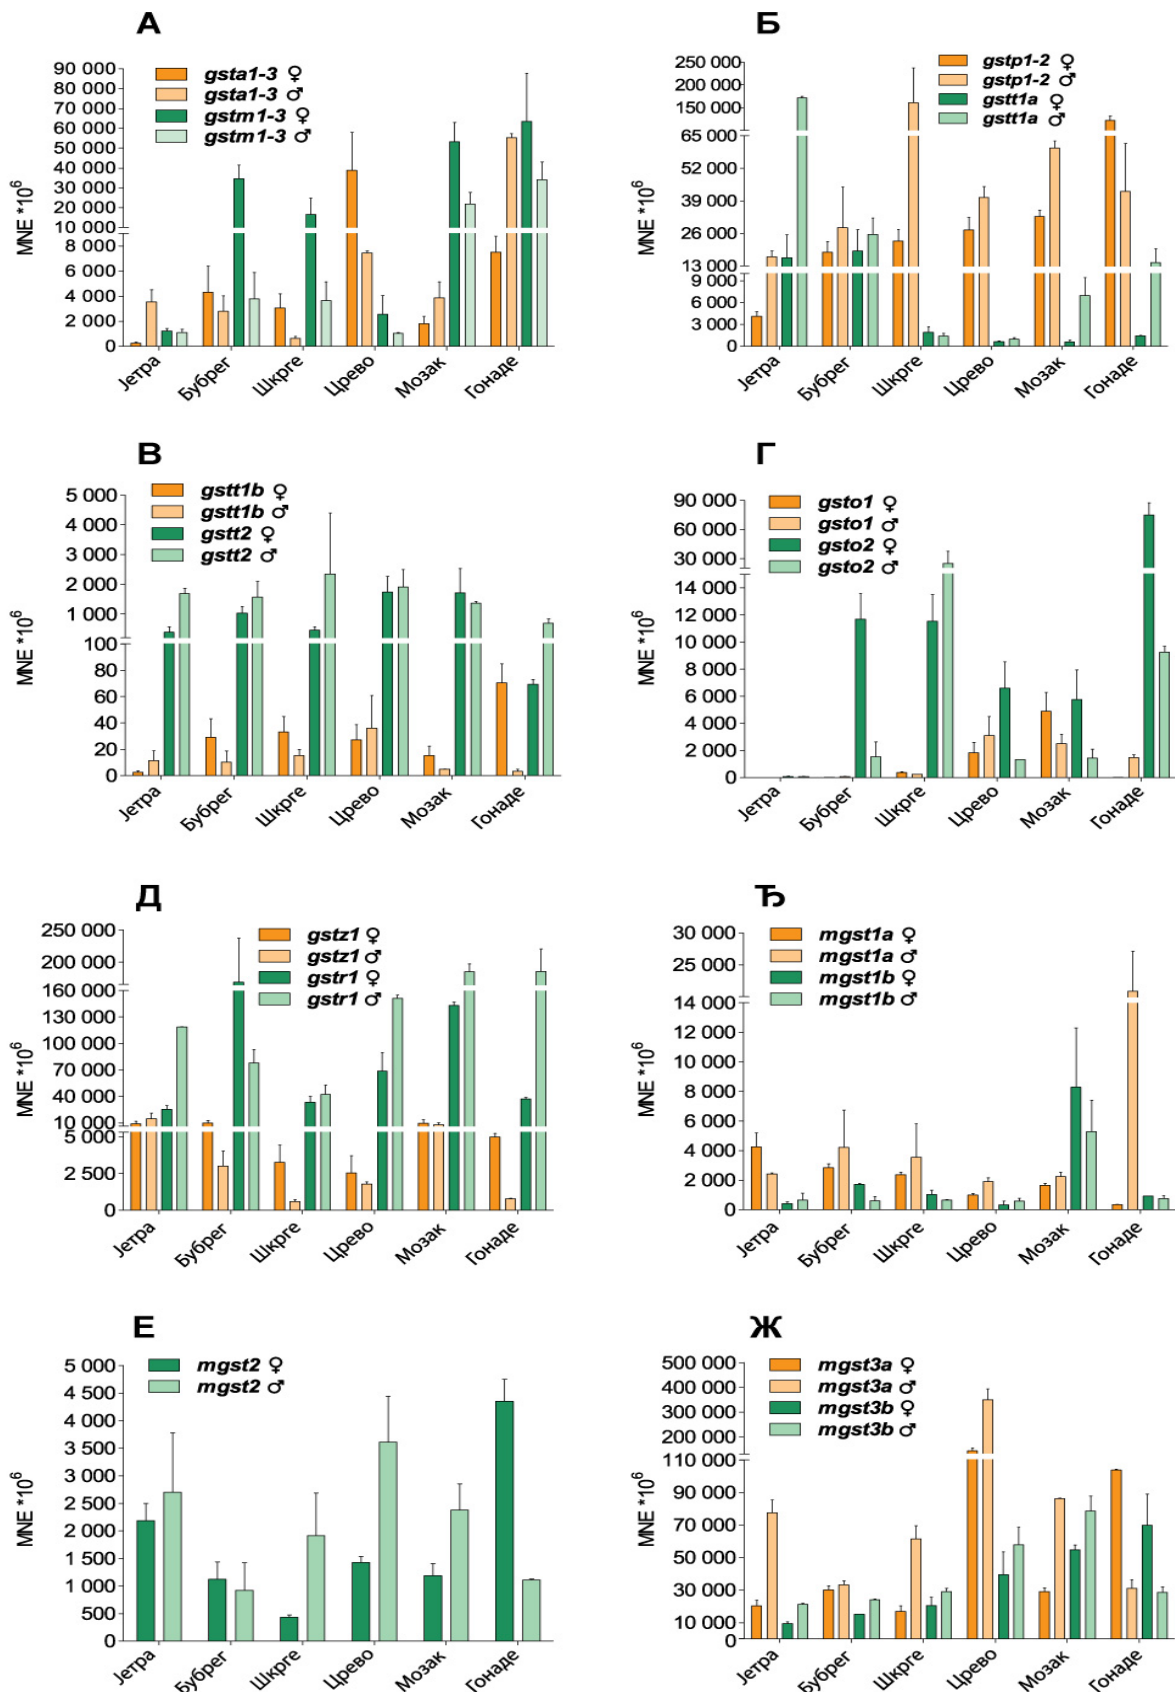 А
90 000
80 000
70 000
60 000
50 000
40 000
30 000
20 000
10 000
8 000
6 000
4 000
2 000
0
MNE *10⁶
gsta1-3 ♀
gsta1-3 ♂
gstm1-3 ♀
gstm1-3 ♂
Јетра
Бубрег
Шкрге
Црево
Мозак
Гонаде
Б
250 000
200 000
150 000
65 000
52 000
39 000
26 000
13 000
9 000
6 000
3 000
0
MNE *10⁶
gstp1-2 ♀
gstp1-2 ♂
gstt1a ♀
gstt1a ♂
Јетра
Бубрег
Шкрге
Црево
Мозак
Гонаде
В
5 000
4 000
3 000
2 000
1 000
100
80
60
40
20
0
MNE *10⁶
gstt1b ♀
gstt1b ♂
gstt2 ♀
gstt2 ♂
Јетра
Бубрег
Шкрге
Црево
Мозак
Гонаде
Г
90 000
70 000
50 000
30 000
14 000
12 000
10 000
8 000
6 000
4 000
2 000
0
MNE *10⁶
gsto1 ♀
gsto1 ♂
gsto2 ♀
gsto2 ♂
Јетра
Бубрег
Шкрге
Црево
Мозак
Гонаде
Д
250 000
200 000
160 000
130 000
100 000
70 000
40 000
10 000
5 000
2 500
0
MNE *10⁶
gstz1 ♀
gstz1 ♂
gstr1 ♀
gstr1 ♂
Јетра
Бубрег
Шкрге
Црево
Мозак
Гонаде
Ђ
30 000
25 000
14 000
12 000
10 000
8 000
6 000
4 000
2 000
0
MNE *10⁶
mgst1a ♀
mgst1a ♂
mgst1b ♀
mgst1b ♂
Јетра
Бубрег
Шкрге
Црево
Мозак
Гонаде
Е
5 000
4 500
4 000
3 500
3 000
2 500
2 000
1 500
1 000
500
0
MNE *10⁶
mgst2 ♀
mgst2 ♂
Јетра
Бубрег
Шкрге
Црево
Мозак
Гонаде
Ж
500 000
400 000
300 000
200 000
110 000
90 000
70 000
50 000
30 000
10 000
0
MNE *10⁶
mgst3a ♀
mgst3a ♂
mgst3b ♀
mgst3b ♂
Јетра
Бубрег
Шкрге
Црево
Мозак
Гонаде